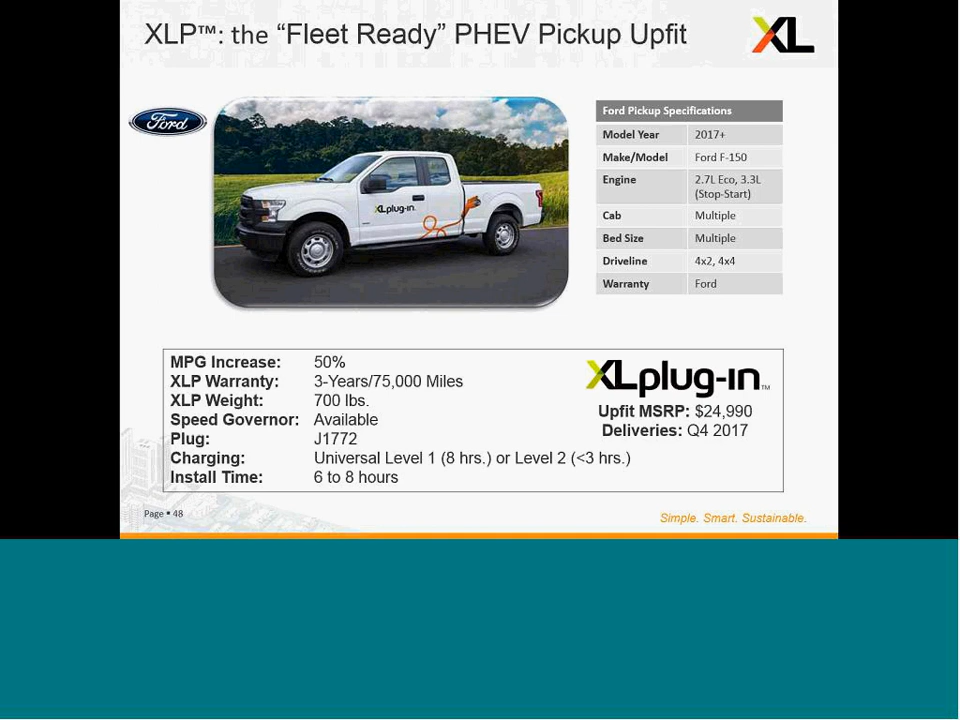 XLP™: the “Fleet Ready” PHEV Pickup Upfit
XL
Ford
XLplug-in.
Ford Pickup Specifications
Model Year 2017+
Make/Model Ford F-150
Engine 2.7L Eco, 3.3L
(Stop-Start)
Cab Multiple
Bed Size Multiple
Driveline 4x2, 4x4
Warranty Ford
MPG Increase: 50%
XLP Warranty: 3-Years/75,000 Miles
XLP Weight: 700 lbs.
Speed Governor: Available
Plug: J1772
Charging: Universal Level 1 (8 hrs.) or Level 2 (<3 hrs.)
Install Time: 6 to 8 hours
XLplug-in™
Upfit MSRP: $24,990
Deliveries: Q4 2017
Page ▪ 48
Simple. Smart. Sustainable.